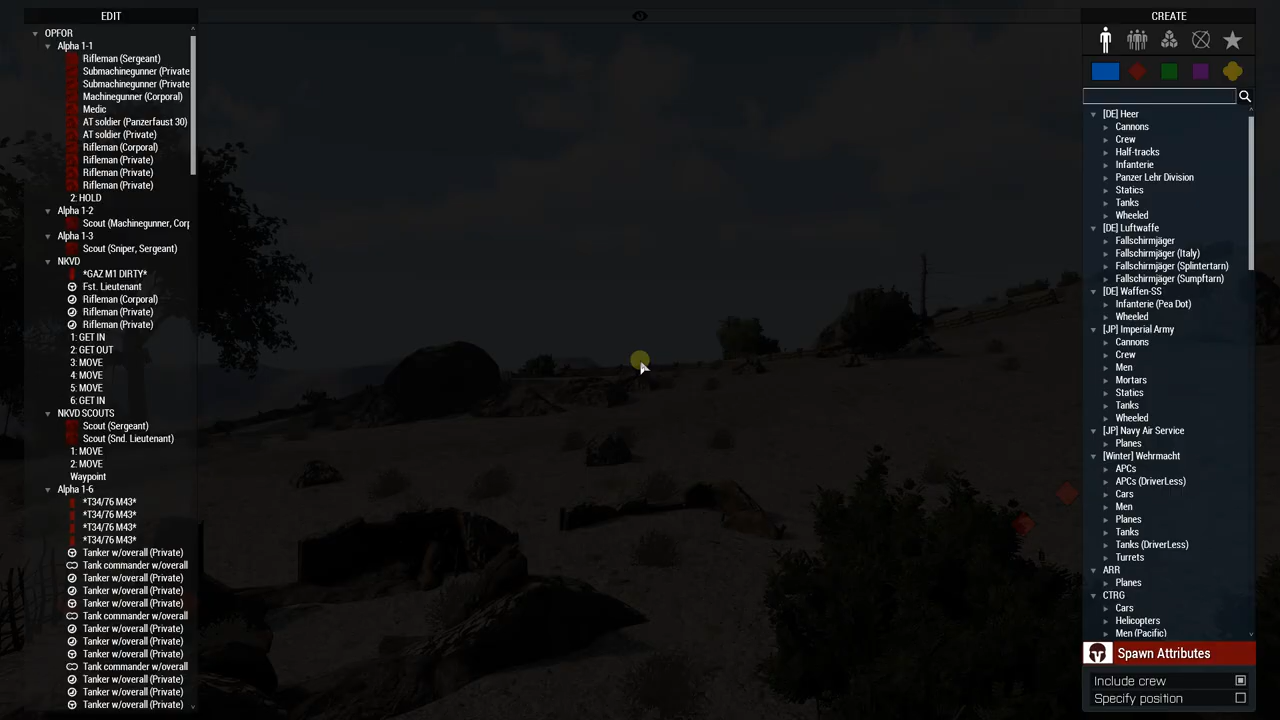 EDIT
OPFOR
Alpha 1-1
Rifleman (Sergeant)
Submachinegunner (Private
Submachinegunner (Private
Machinegunner (Corporal)
Medic
AT soldier (Panzerfaust 30)
AT soldier (Private)
Rifleman (Corporal)
Rifleman (Private)
Rifleman (Private)
Rifleman (Private)
2: HOLD
Alpha 1-2
Scout (Machinegunner, Corp
Alpha 1-3
Scout (Sniper, Sergeant)
NKVD
*GAZ M1 DIRTY*
Fst. Lieutenant
Rifleman (Corporal)
Rifleman (Private)
Rifleman (Private)
1: GET IN
2: GET OUT
3: MOVE
4: MOVE
5: MOVE
6: GET IN
NKVD SCOUTS
Scout (Sergeant)
Scout (Snd. Lieutenant)
1: MOVE
2: MOVE
Waypoint
Alpha 1-6
*T34/76 M43*
*T34/76 M43*
*T34/76 M43*
*T34/76 M43*
Tanker w/overall (Private)
Tank commander w/overall
Tanker w/overall (Private)
Tanker w/overall (Private)
Tanker w/overall (Private)
Tank commander w/overall
Tanker w/overall (Private)
Tanker w/overall (Private)
Tanker w/overall (Private)
Tank commander w/overall
Tanker w/overall (Private)
Tanker w/overall (Private)
Tanker w/overall (Private)
CREATE
[DE] Heer
Cannons
Crew
Half-tracks
Infanterie
Panzer Lehr Division
Statics
Tanks
Wheeled
[DE] Luftwaffe
Fallschirmjäger
Fallschirmjäger (Italy)
Fallschirmjäger (Splintertarn)
Fallschirmjäger (Sumpftarn)
[DE] Waffen-SS
Infanterie (Pea Dot)
Wheeled
[JP] Imperial Army
Cannons
Crew
Men
Mortars
Statics
Tanks
Wheeled
[JP] Navy Air Service
Planes
[Winter] Wehrmacht
APCs
APCs (DriverLess)
Cars
Men
Planes
Tanks
Tanks (DriverLess)
Turrets
ARR
Planes
CTRG
Cars
Helicopters
Men (Pacific)
Spawn Attributes
Include crew
Specify position